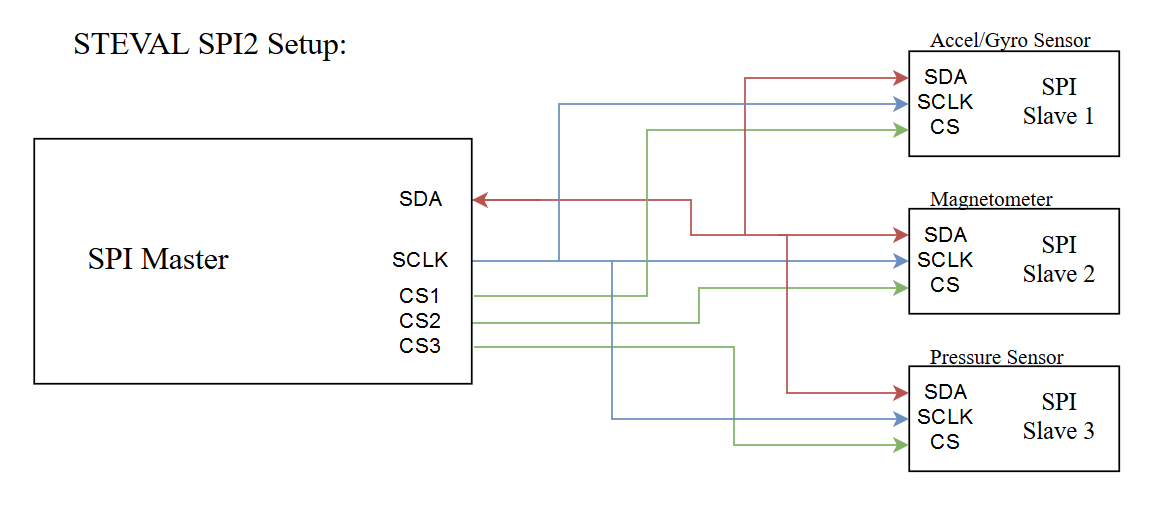 STEVAL SPI2 Setup:
SPI Master
SDA
SCLK
CS1
CS2
CS3
Accel/Gyro Sensor
SDA
SCLK
CS
SPI
Slave 1
Magnetometer
SDA
SCLK
CS
SPI
Slave 2
Pressure Sensor
SDA
SCLK
CS
SPI
Slave 3